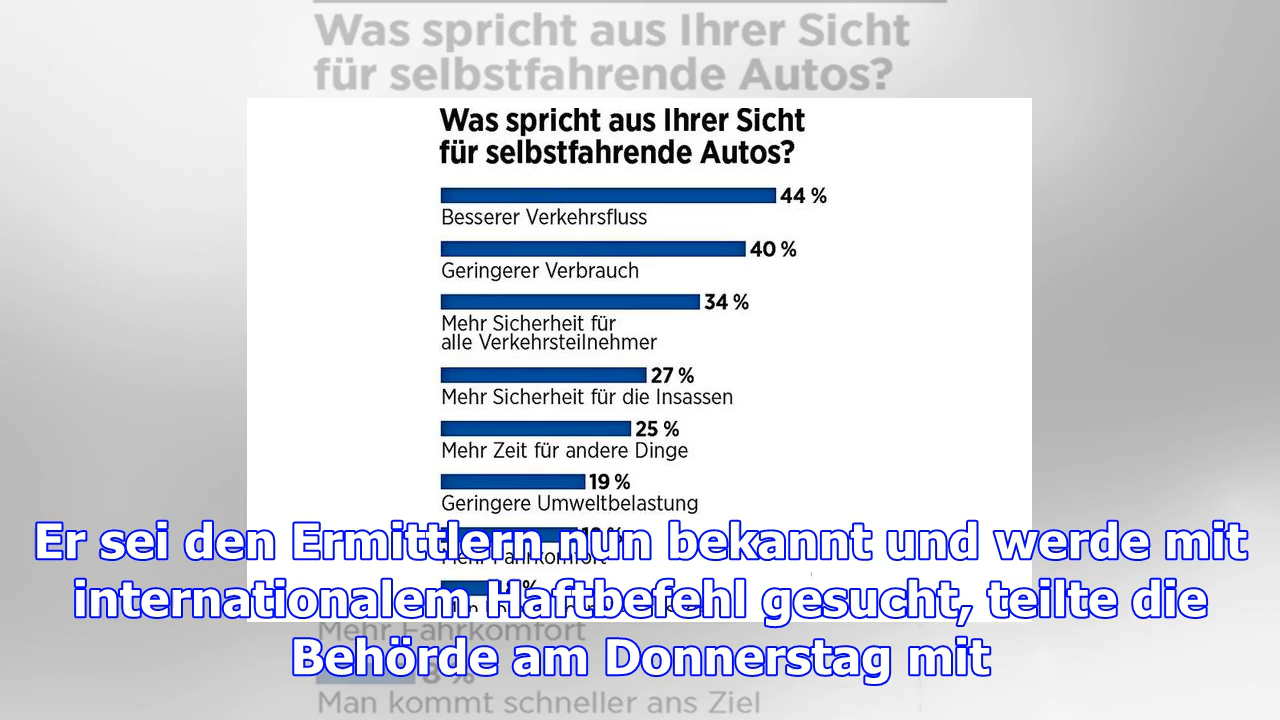 Was spricht aus Ihrer Sicht
für selbstfahrende Autos?
Was spricht aus Ihrer Sicht
für selbstfahrende Autos?
44 %
Besserer Verkehrsfluss
40 %
Geringerer Verbrauch
34 %
Mehr Sicherheit für
alle Verkehrsteilnehmer
27 %
Mehr Sicherheit für die Insassen
25 %
Mehr Zeit für andere Dinge
19 %
Geringere Umweltbelastung
Mehr Fahrkomfort
%
Er sei den Ermittlern nun bekannt und werde mit
internationalem Haftbefehl gesucht, teilte die
Behörde am Donnerstag mit
Mehr Fahrkomfort
%
Man kommt schneller ans Ziel